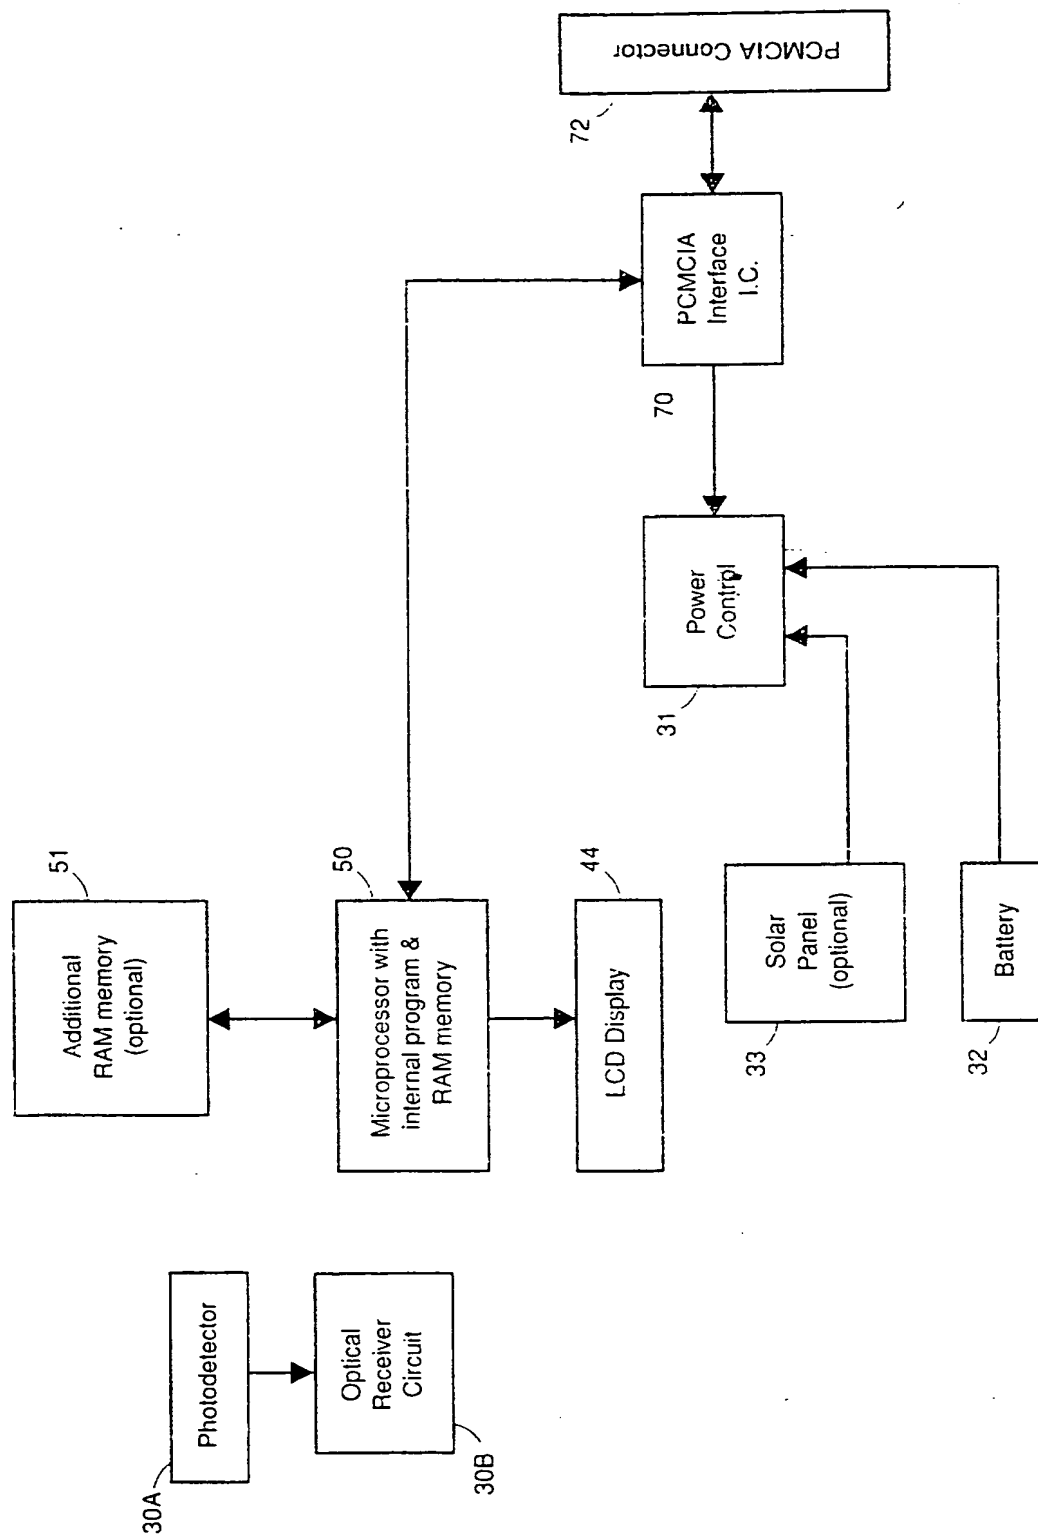 30A
Photodetector
Optical
Receiver
Circuit
30B
51
Additional
RAM memory
(optional)
50
Microprocessor with
internal program &
RAM memory
44
LCD Display
Solar
Panel
(optional)
33
Battery
32
31
Power
Control
70
PCMCIA
Interface
I.C.
72
PCMCIA Connector